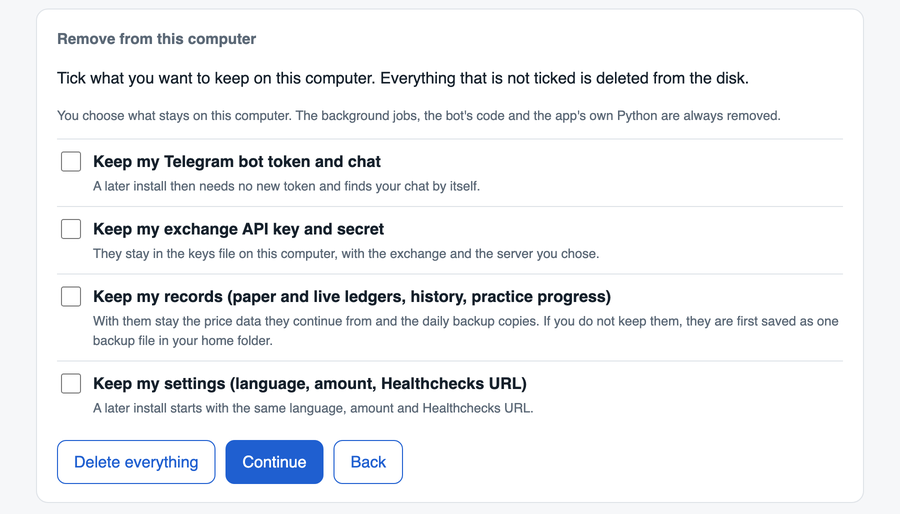 Remove from this computer
Tick what you want to keep on this computer. Everything that is not ticked is deleted from the disk.
You choose what stays on this computer. The background jobs, the bot's code and the app's own Python are always removed.
Keep my Telegram bot token and chat
A later install then needs no new token and finds your chat by itself.
Keep my exchange API key and secret
They stay in the keys file on this computer, with the exchange and the server you chose.
Keep my records (paper and live ledgers, history, practice progress)
With them stay the price data they continue from and the daily backup copies. If you do not keep them, they are first saved as one
backup file in your home folder.
Keep my settings (language, amount, Healthchecks URL)
A later install starts with the same language, amount and Healthchecks URL.
Delete everything
Continue
Back